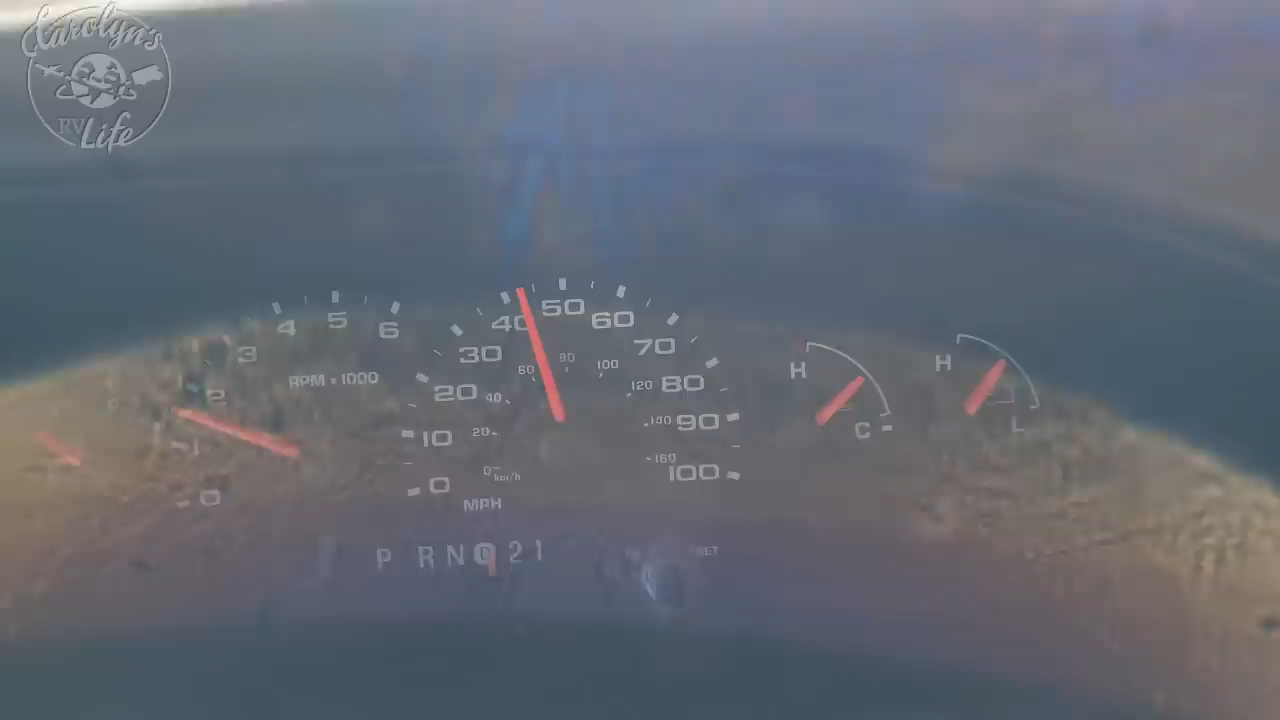 Carolyn's
RV Life
4 5 6
3
2
1
0
RPM x 1000
0 10 20 30 40 50 60 70 80 90 100
0 20 40 60 80 100 120 140 160
km/h
MPH
H
C
H
L
P RN D 2 1